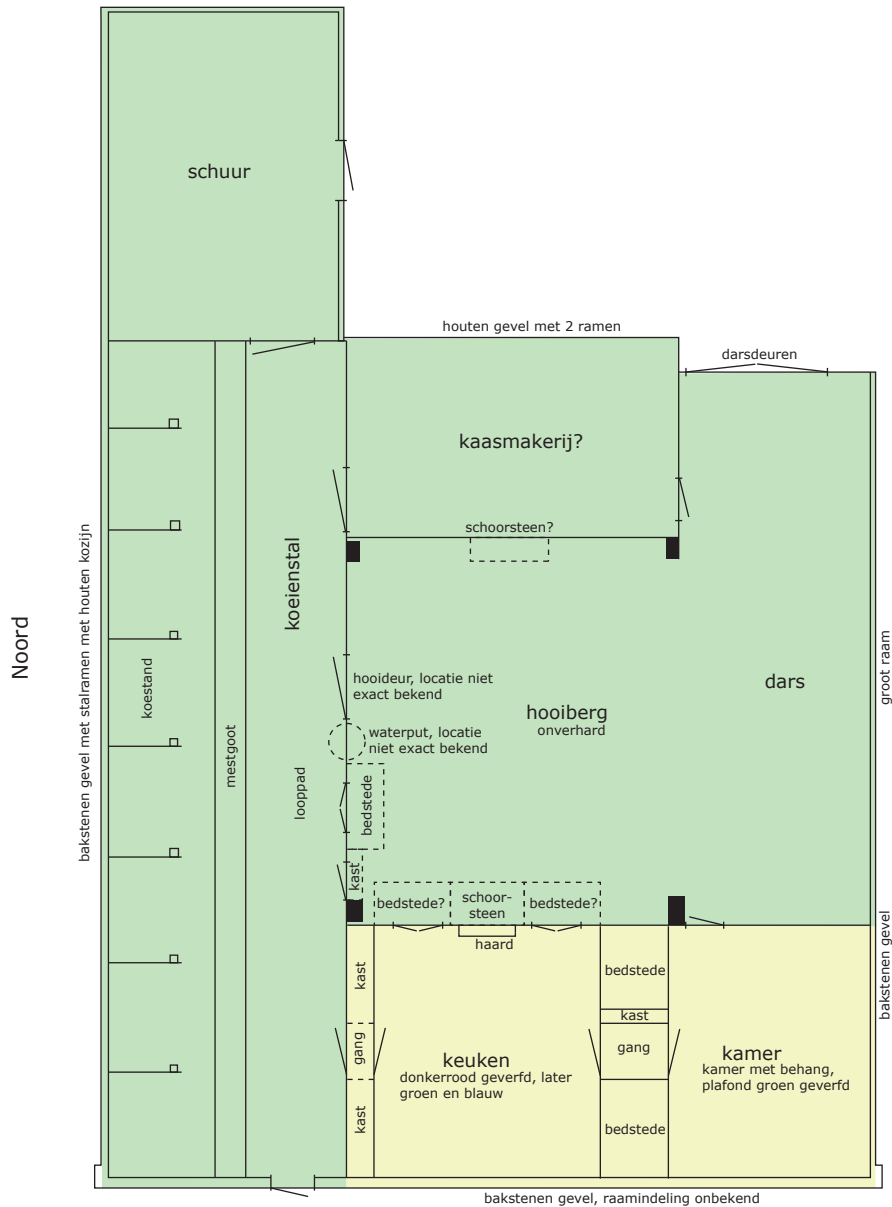 schuur
houten gevel met 2 ramen
darsdeuren
kaasmakerij?
schoorsteen?
bakstenen gevel met stalramen met houten kozijn
Noord
koeienstal
koestand
mestgoot
looppad
hooideur, locatie niet
exact bekend
waterput, locatie
niet exact bekend
hooiberg
onverhard
dars
groot raam
bedstede
kast
bedstede?
schoor-
steen
bedstede?
haard
bakstenen gevel
kast
gang
kast
keuken
donkerrood geverfd, later
groen en blauw
bedstede
kast
gang
bedstede
kamer
kamer met behang,
plafond groen geverfd
bakstenen gevel, raamindeling onbekend